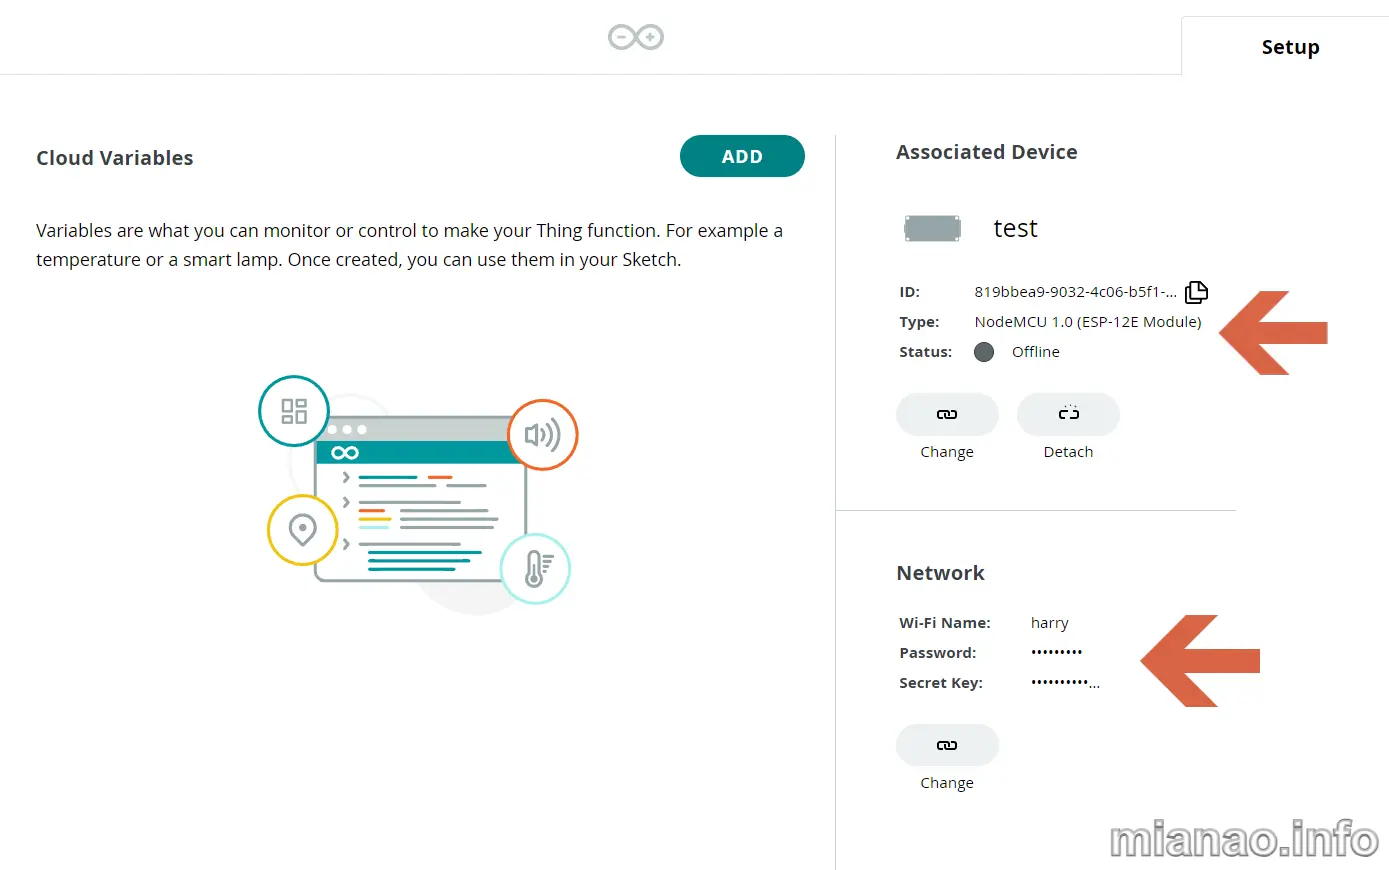 Setup
Cloud Variables
ADD
Variables are what you can monitor or control to make your Thing function. For example a
temperature or a smart lamp. Once created, you can use them in your Sketch.
Associated Device
test
ID: 819bbea9-9032-4c06-b5f1-...
Type: NodeMCU 1.0 (ESP-12E Module)
Status: Offline
Change Detach
Network
Wi-Fi Name: harry
Password: •••••••••
Secret Key: ••••••••••...
Change
mianao.info